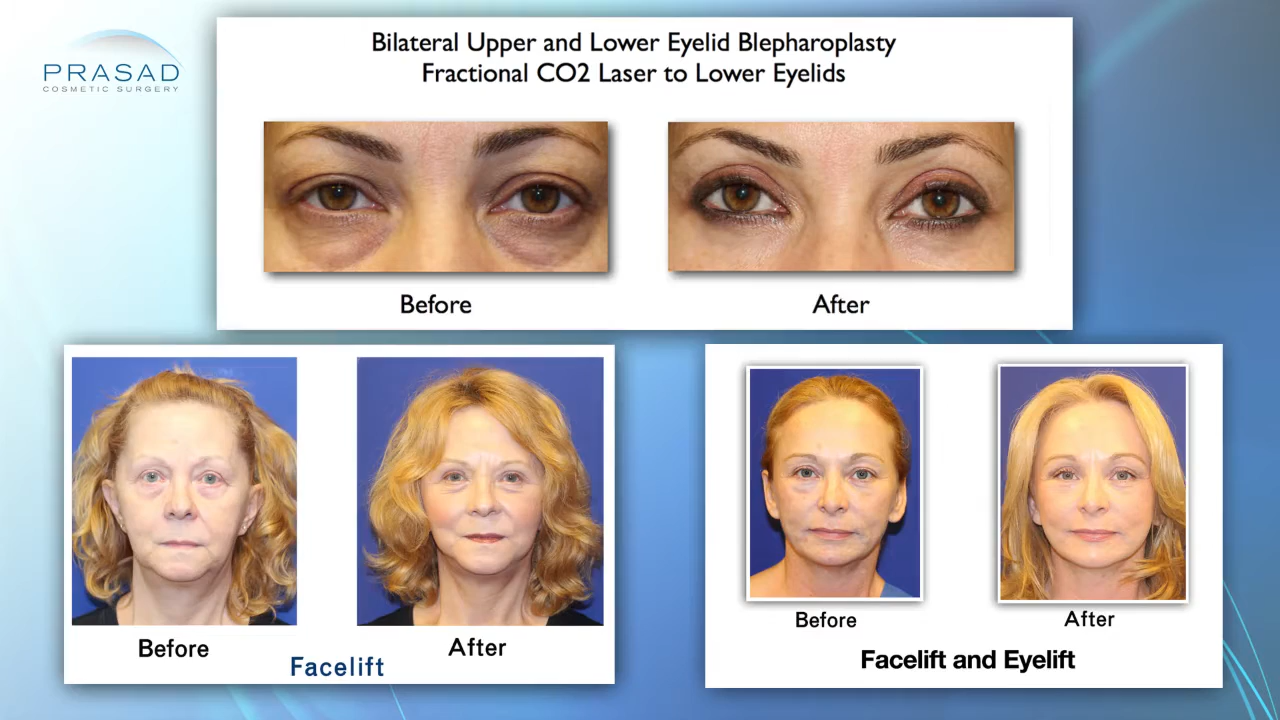 PRASAD
COSMETIC SURGERY
Bilateral Upper and Lower Eyelid Blepharoplasty
Fractional CO2 Laser to Lower Eyelids
Before
After
Before
After
Facelift
Before
After
Facelift and Eyelift